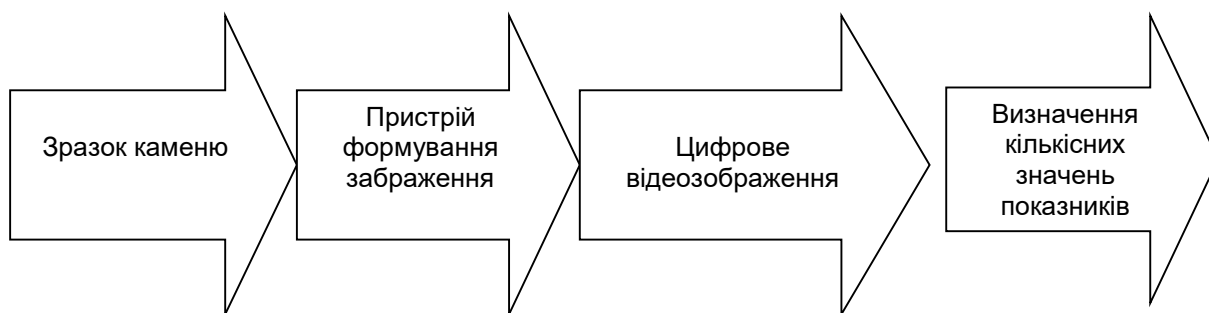 Зразок каменю
Пристрій
формування
забраження
Цифрове
відеозображення
Визначення
кількісних
значень
показників